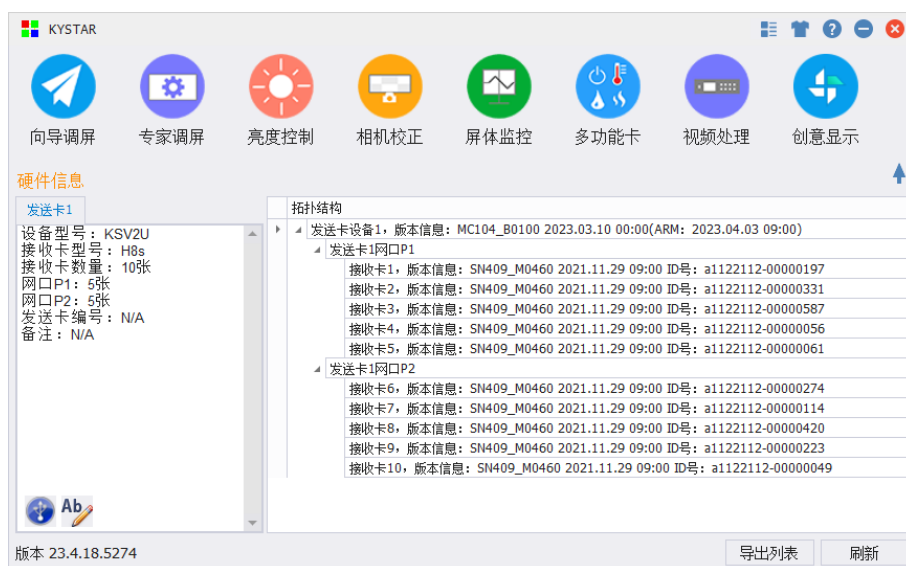 KYSTAR
向导调屏
专家调屏
亮度控制
相机校正
屏体监控
多功能卡
视频处理
创意显示
硬件信息
发送卡1
设备型号：KSV2U
接收卡型号：H8s
接收卡数量：10张
网口P1：5张
网口P2：5张
发送卡编号：N/A
备注：N/A
Ab
拓扑结构
发送卡设备1，版本信息：MC104_B0100 2023.03.10 00:00(ARM：2023.04.03 09:00)
发送卡1网口P1
接收卡1，版本信息：SN409_M0460 2021.11.29 09:00 ID号：a1122112-00000197
接收卡2，版本信息：SN409_M0460 2021.11.29 09:00 ID号：a1122112-00000331
接收卡3，版本信息：SN409_M0460 2021.11.29 09:00 ID号：a1122112-00000587
接收卡4，版本信息：SN409_M0460 2021.11.29 09:00 ID号：a1122112-00000056
接收卡5，版本信息：SN409_M0460 2021.11.29 09:00 ID号：a1122112-00000061
发送卡1网口P2
接收卡6，版本信息：SN409_M0460 2021.11.29 09:00 ID号：a1122112-00000274
接收卡7，版本信息：SN409_M0460 2021.11.29 09:00 ID号：a1122112-00000114
接收卡8，版本信息：SN409_M0460 2021.11.29 09:00 ID号：a1122112-00000420
接收卡9，版本信息：SN409_M0460 2021.11.29 09:00 ID号：a1122112-00000223
接收卡10，版本信息：SN409_M0460 2021.11.29 09:00 ID号：a1122112-00000049
版本 23.4.18.5274
导出列表
刷新